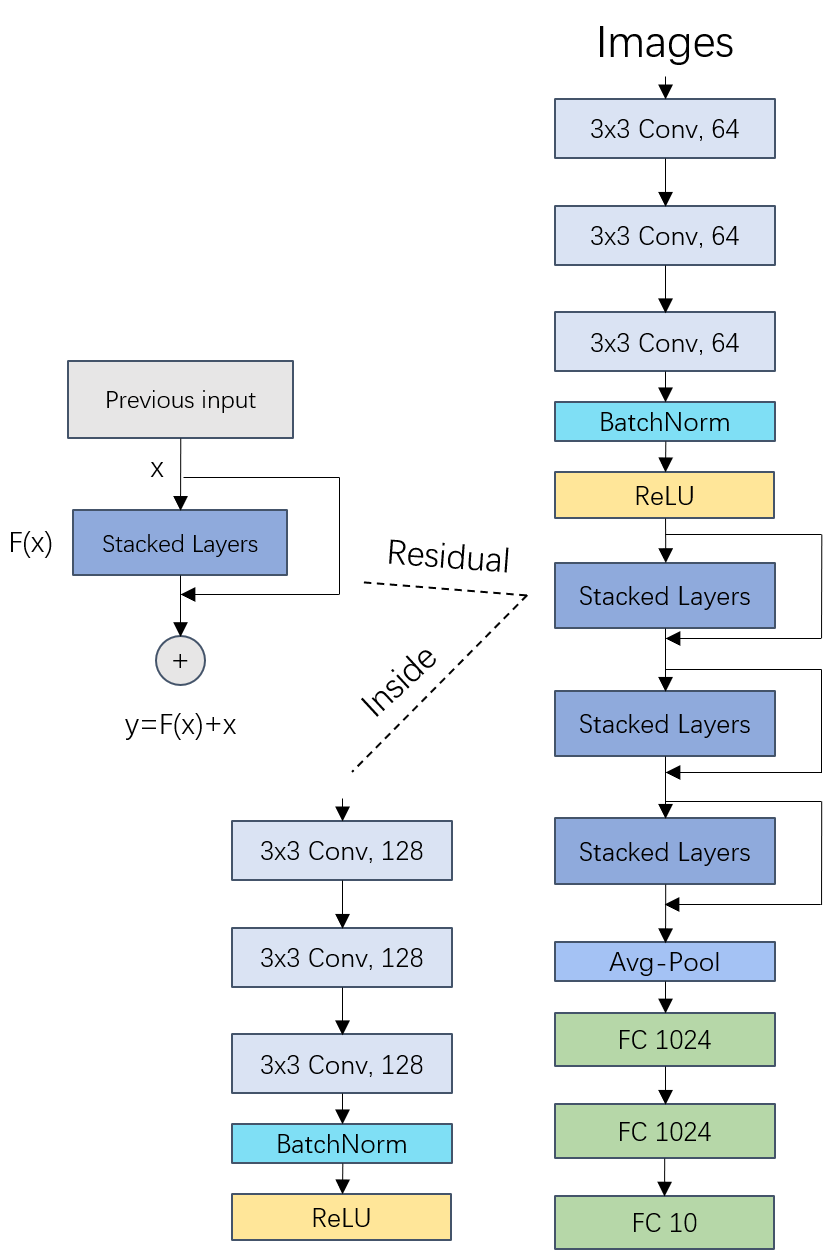 Images
3x3 Conv, 64
3x3 Conv, 64
3x3 Conv, 64
BatchNorm
ReLU
Stacked Layers
Stacked Layers
Stacked Layers
Avg-Pool
FC 1024
FC 1024
FC 10
Previous input
x
F(x)
Stacked Layers
+
y=F(x)+x
Residual
Inside
3x3 Conv, 128
3x3 Conv, 128
3x3 Conv, 128
BatchNorm
ReLU